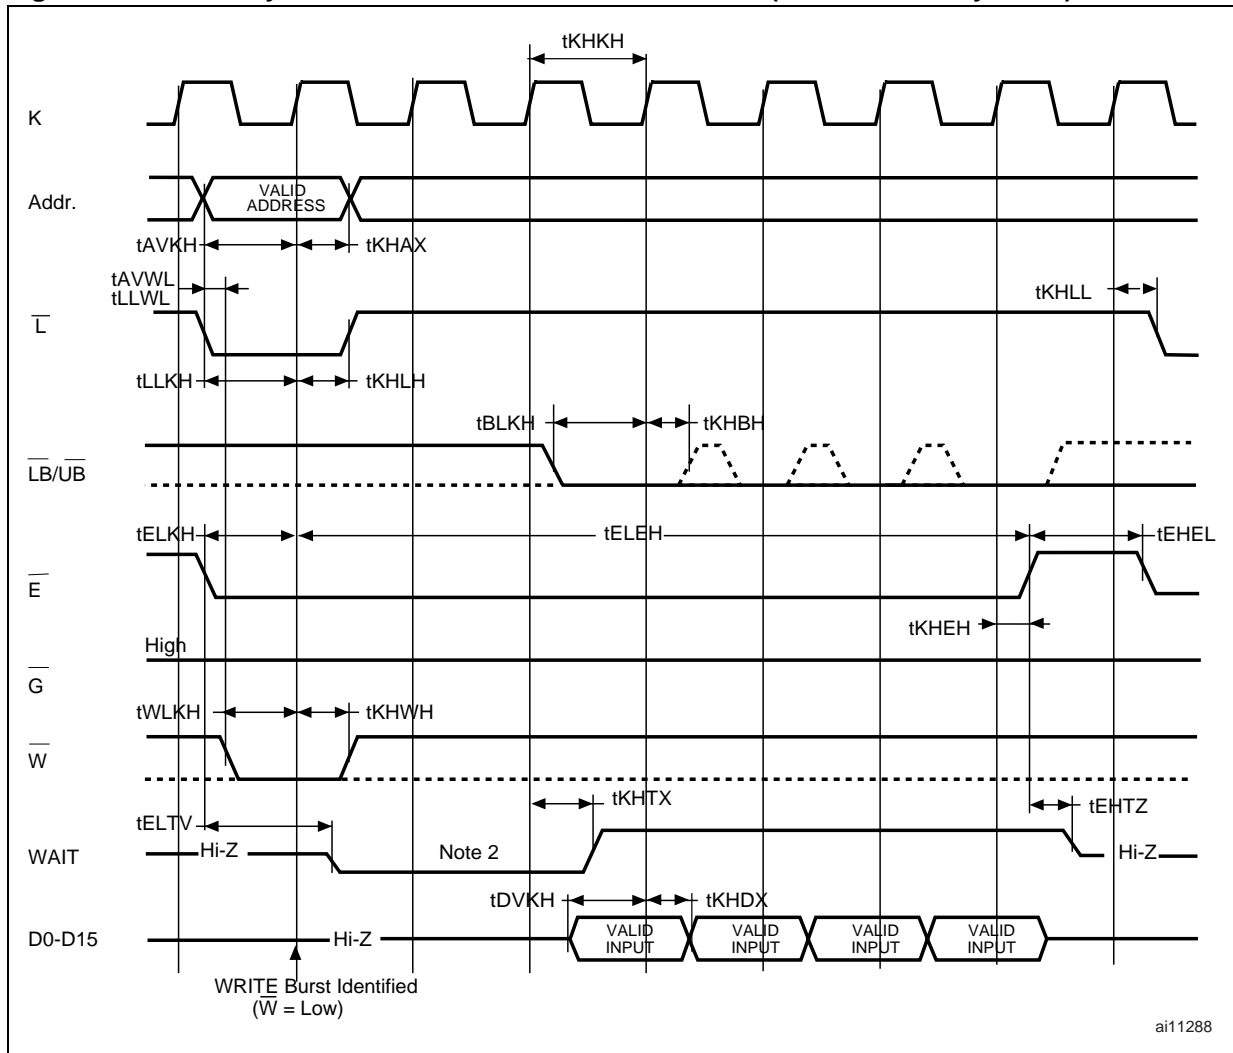 tKHKH
K
Addr.
VALID
ADDRESS
tAVKH
tKHAX
tAVWL
tLLWL
tKHLL
L
tLLKH
tKHLH
tBLKH
tKHBH
LB/UB
tELKH
tELEH
tEHEL
E
tKHEH
High
G
tWLKH
tKHWH
W
tKHTX
tELTV
tEHTZ
WAIT
Hi-Z
Note 2
Hi-Z
tDVKH
tKHDX
D0-D15
Hi-Z
VALID
INPUT
VALID
INPUT
VALID
INPUT
VALID
INPUT
WRITE Burst Identified
(W = Low)
ai11288